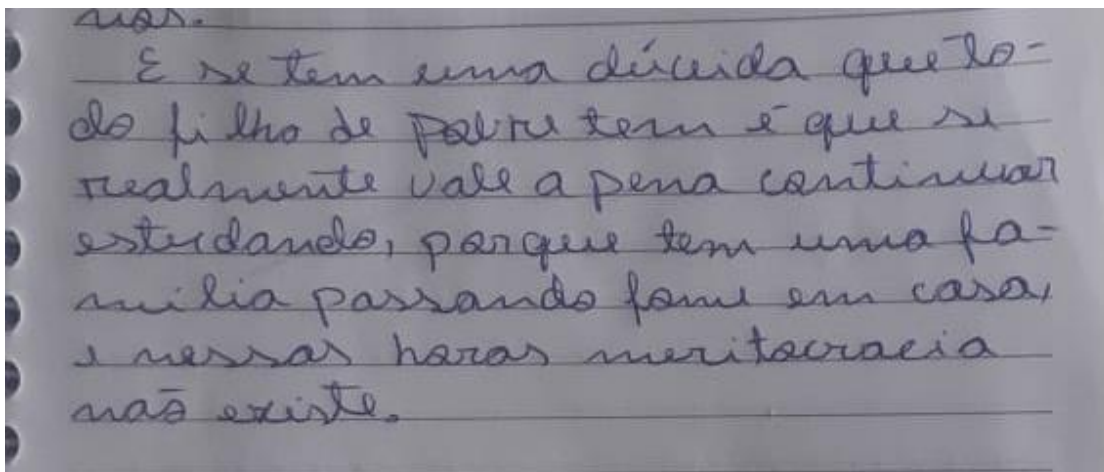 nos.
E se tem uma dúvida que to-
do filho de pobre tem é que se
realmente vale a pena continuar
estudando, porque tem uma fa-
mília passando fome em casa,
e nessas horas meritocracia
não existe.